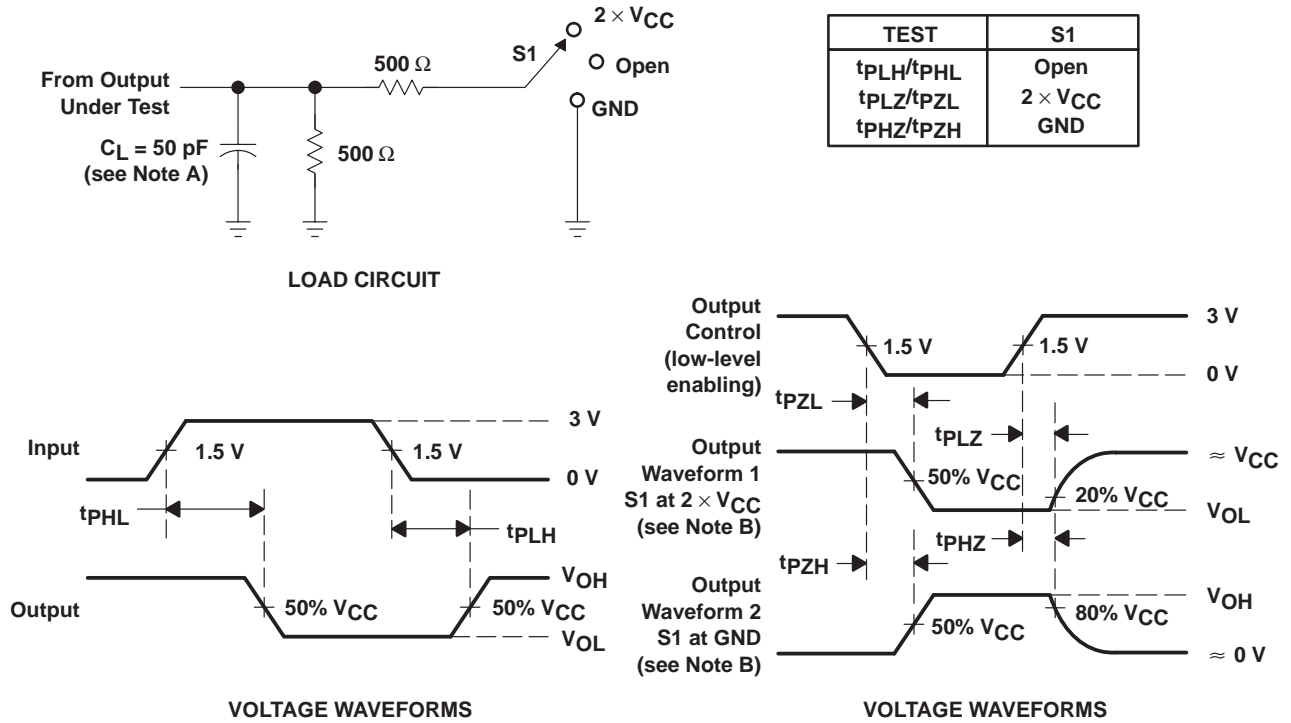 2 × VCC
S1
500 Ω
Open
From Output
Under Test
GND
CL = 50 pF
(see Note A)
500 Ω
LOAD CIRCUIT
TEST S1
tPLH/tPHL Open
tPLZ/tPZL 2 × VCC
tPHZ/tPZH GND
Input
1.5 V
1.5 V
3 V
0 V
tPHL
tPLH
Output
50% VCC
50% VCC
VOH
VOL
VOLTAGE WAVEFORMS
Output
Control
(low-level
enabling)
1.5 V
1.5 V
3 V
0 V
tPZL
tPLZ
Output
Waveform 1
S1 at 2 × VCC
(see Note B)
50% VCC
20% VCC
≈ VCC
VOL
tPHZ
tPZH
Output
Waveform 2
S1 at GND
(see Note B)
50% VCC
80% VCC
VOH
≈ 0 V
VOLTAGE WAVEFORMS